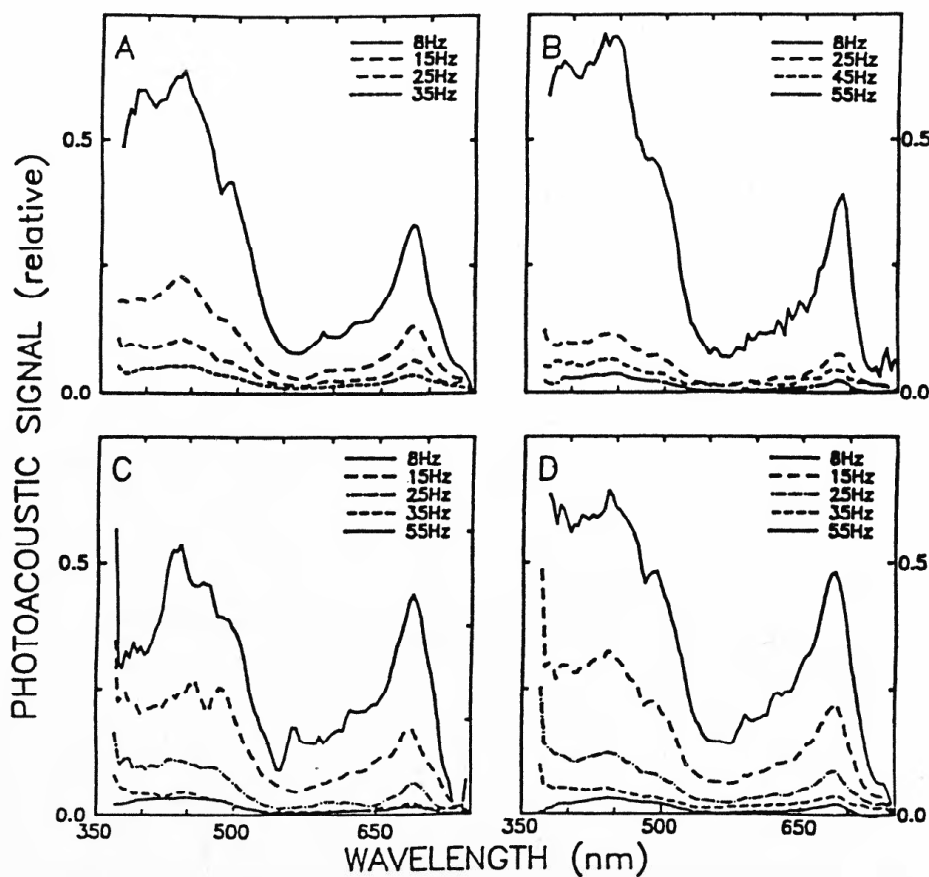 A
8Hz
15Hz
25Hz
35Hz
B
8Hz
25Hz
45Hz
55Hz
0.5
0.5
0.0
0.0
C
8Hz
15Hz
25Hz
35Hz
55Hz
D
8Hz
15Hz
25Hz
35Hz
55Hz
0.5
0.5
0.0
0.0
350
500
650
350
500
650
PHOTOACOUSTIC SIGNAL (relative)
WAVELENGTH (nm)